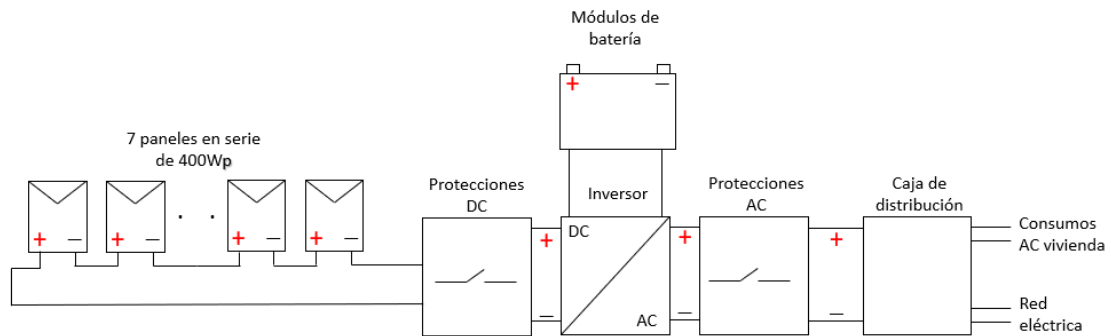 Módulos de
batería
+ —
7 paneles en serie
de 400Wp
+ — + — . . + — + —
Protecciones
DC
Inversor
Protecciones
AC
Caja de
distribución
DC
AC
+ + +
— — —
Consumos
AC vivienda
Red
eléctrica